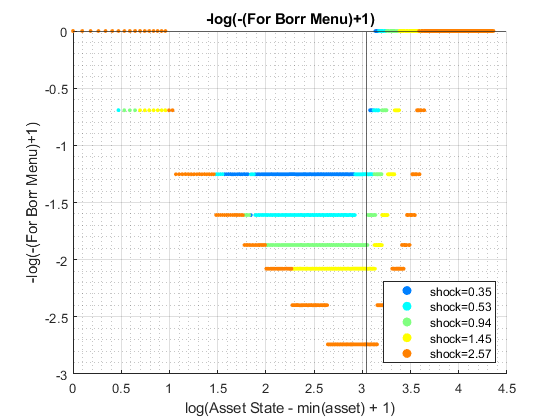 -log(-(For Borr Menu)+1)
0
-0.5
-1
-1.5
-2
-2.5
-3
-log(-(For Borr Menu)+1)
shock=0.35
shock=0.53
shock=0.94
shock=1.45
shock=2.57
0 0.5 1 1.5 2 2.5 3 3.5 4 4.5
log(Asset State - min(asset) + 1)